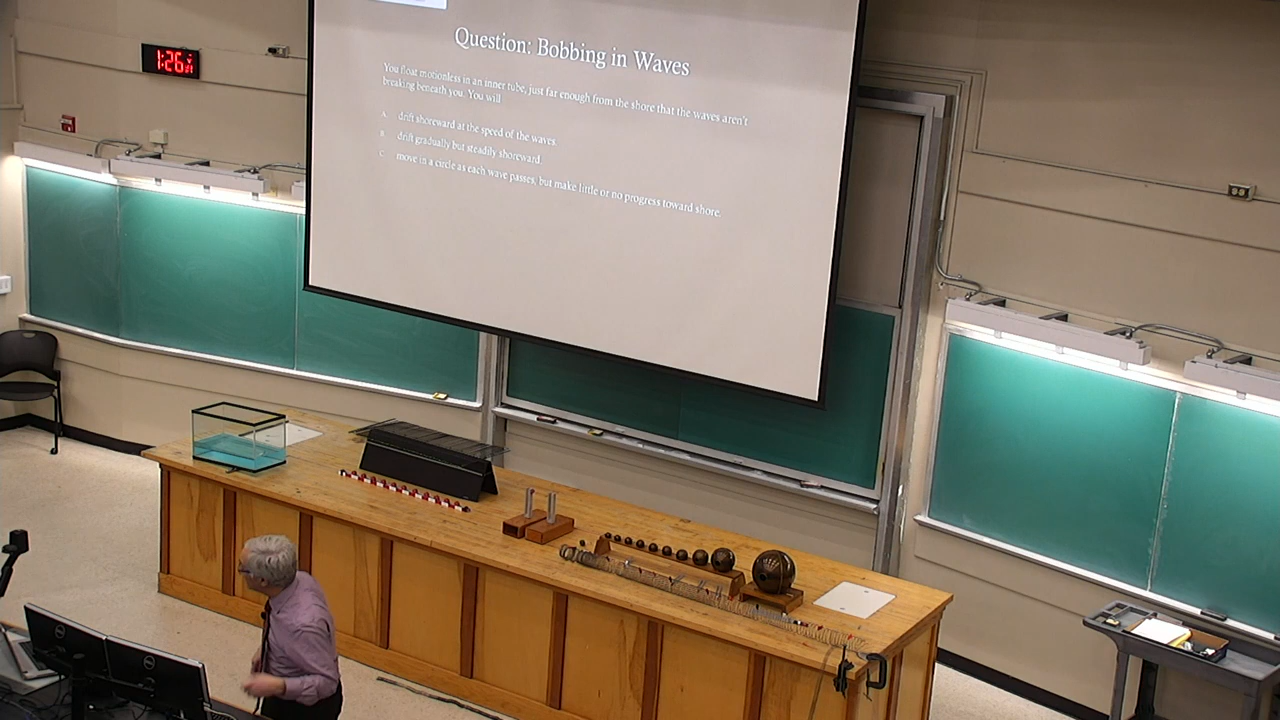 1:26
Question: Bobbing in Waves
You float motionless in an inner tube, just far enough from the shore that the waves aren't
breaking beneath you. You will
A. drift shoreward at the speed of the waves.
B. drift gradually but steadily shoreward.
C. move in a circle as each wave passes, but make little or no progress toward shore.